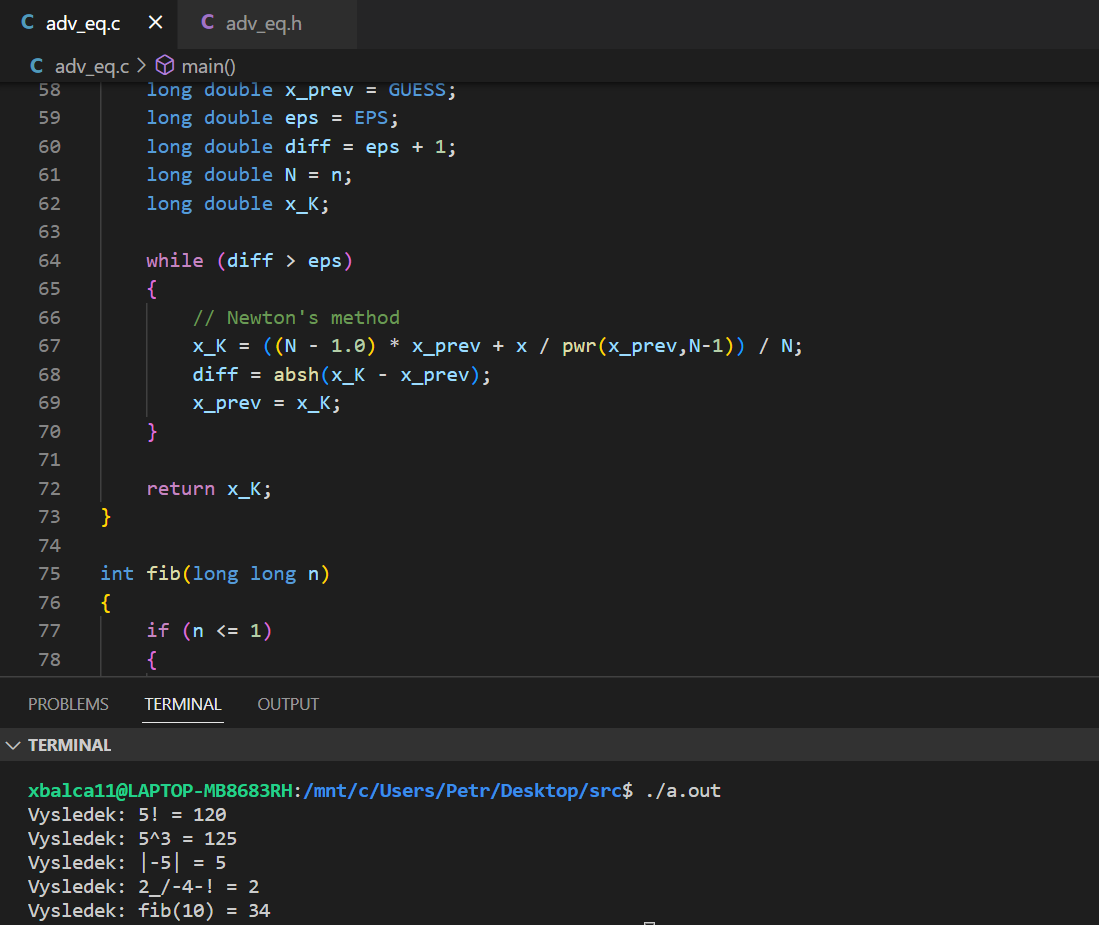 C adv_eq.c × C adv_eq.h
C adv_eq.c > main()
58 long double x_prev = GUESS;
59 long double eps = EPS;
60 long double diff = eps + 1;
61 long double N = n;
62 long double x_K;
63
64 while (diff > eps)
65 {
66 // Newton's method
67 x_K = ((N - 1.0) * x_prev + x / pwr(x_prev,N-1)) / N;
68 diff = absh(x_K - x_prev);
69 x_prev = x_K;
70 }
71
72 return x_K;
73 }
74
75 int fib(long long n)
76 {
77 if (n <= 1)
78 {
PROBLEMS TERMINAL OUTPUT
TERMINAL
xbalca11@LAPTOP-MB8683RH:/mnt/c/Users/Petr/Desktop/src$ ./a.out
Vysledek: 5! = 120
Vysledek: 5^3 = 125
Vysledek: |-5| = 5
Vysledek: 2_/-4-! = 2
Vysledek: fib(10) = 34